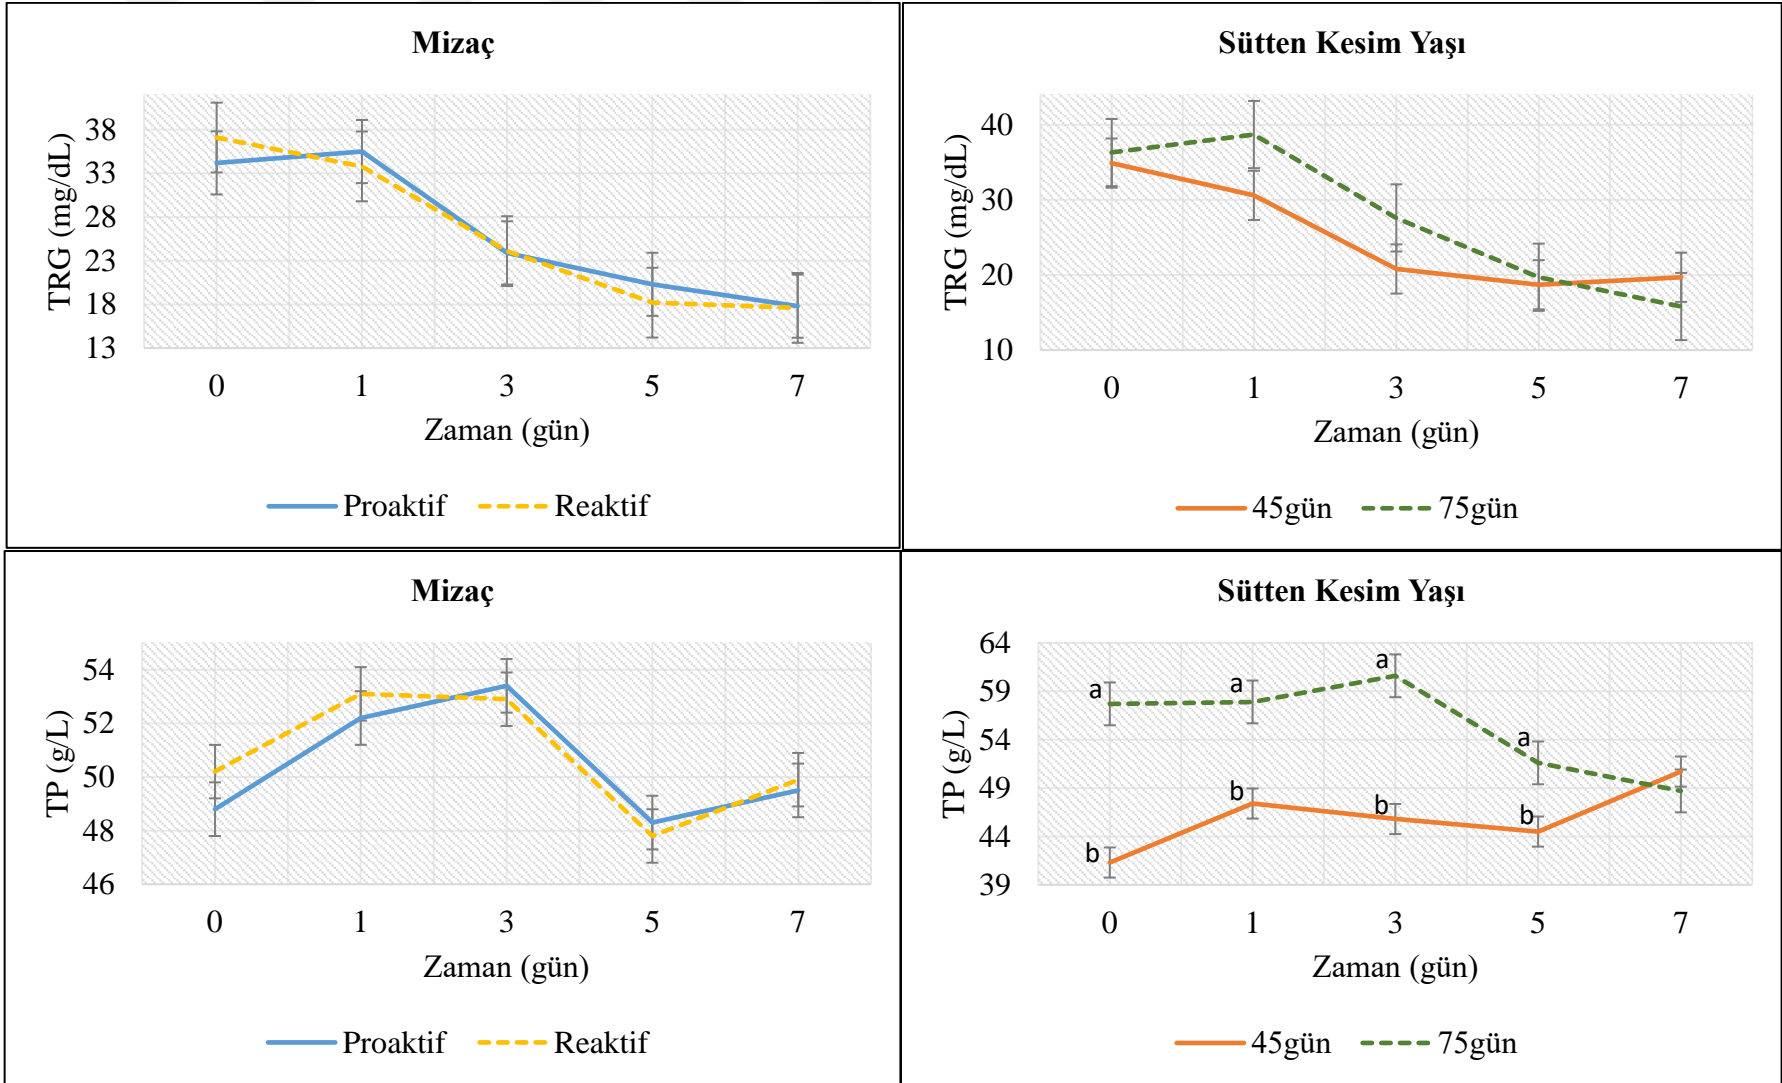 Mizaç
TRG (mg/dL)
38
33
28
23
18
13
0 1 3 5 7
Zaman (gün)
Proaktif Reaktif
Sütten Kesim Yaşı
TRG (mg/dL)
40
30
20
10
0 1 3 5 7
Zaman (gün)
45gün 75gün
Mizaç
TP (g/L)
54
52
50
48
46
0 1 3 5 7
Zaman (gün)
Proaktif Reaktif
Sütten Kesim Yaşı
TP (g/L)
64
59
54
49
44
39
a a a a
b b b b
0 1 3 5 7
Zaman (gün)
45gün 75gün